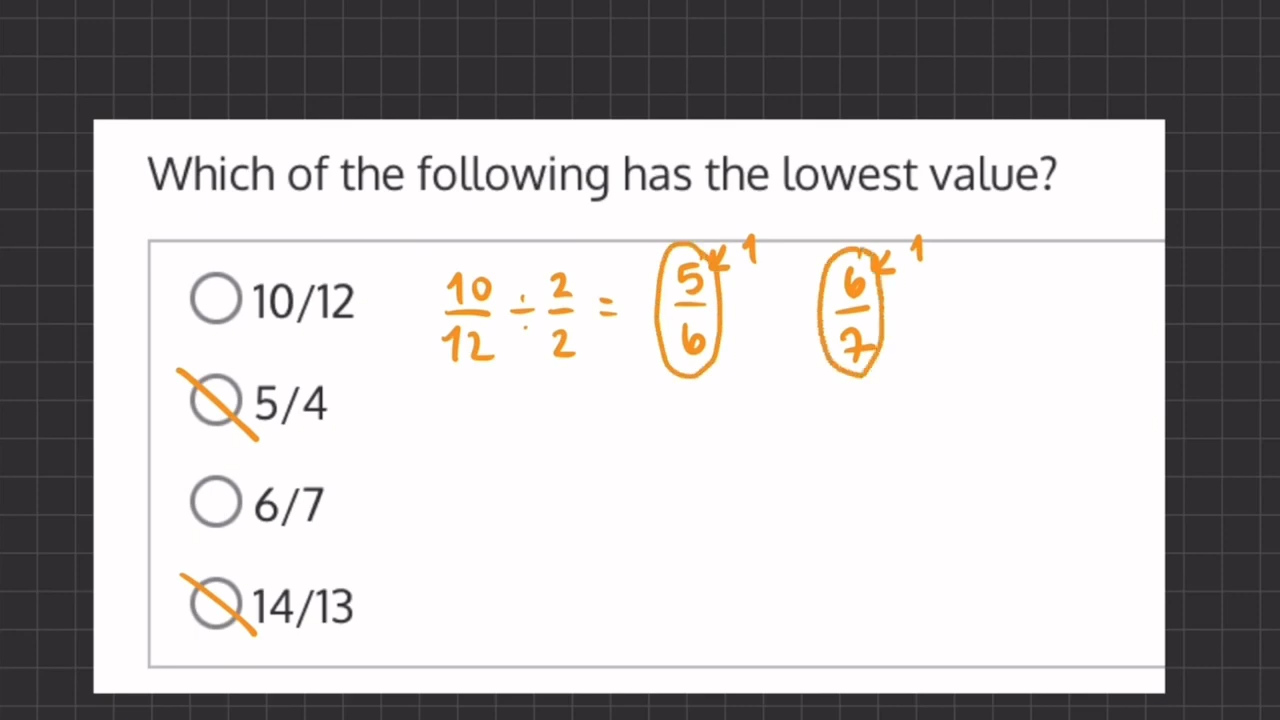 Which of the following has the lowest value?
10/12
10/12 ÷ 2/2 = 5/6 1 6/7 1
5/4
6/7
14/13